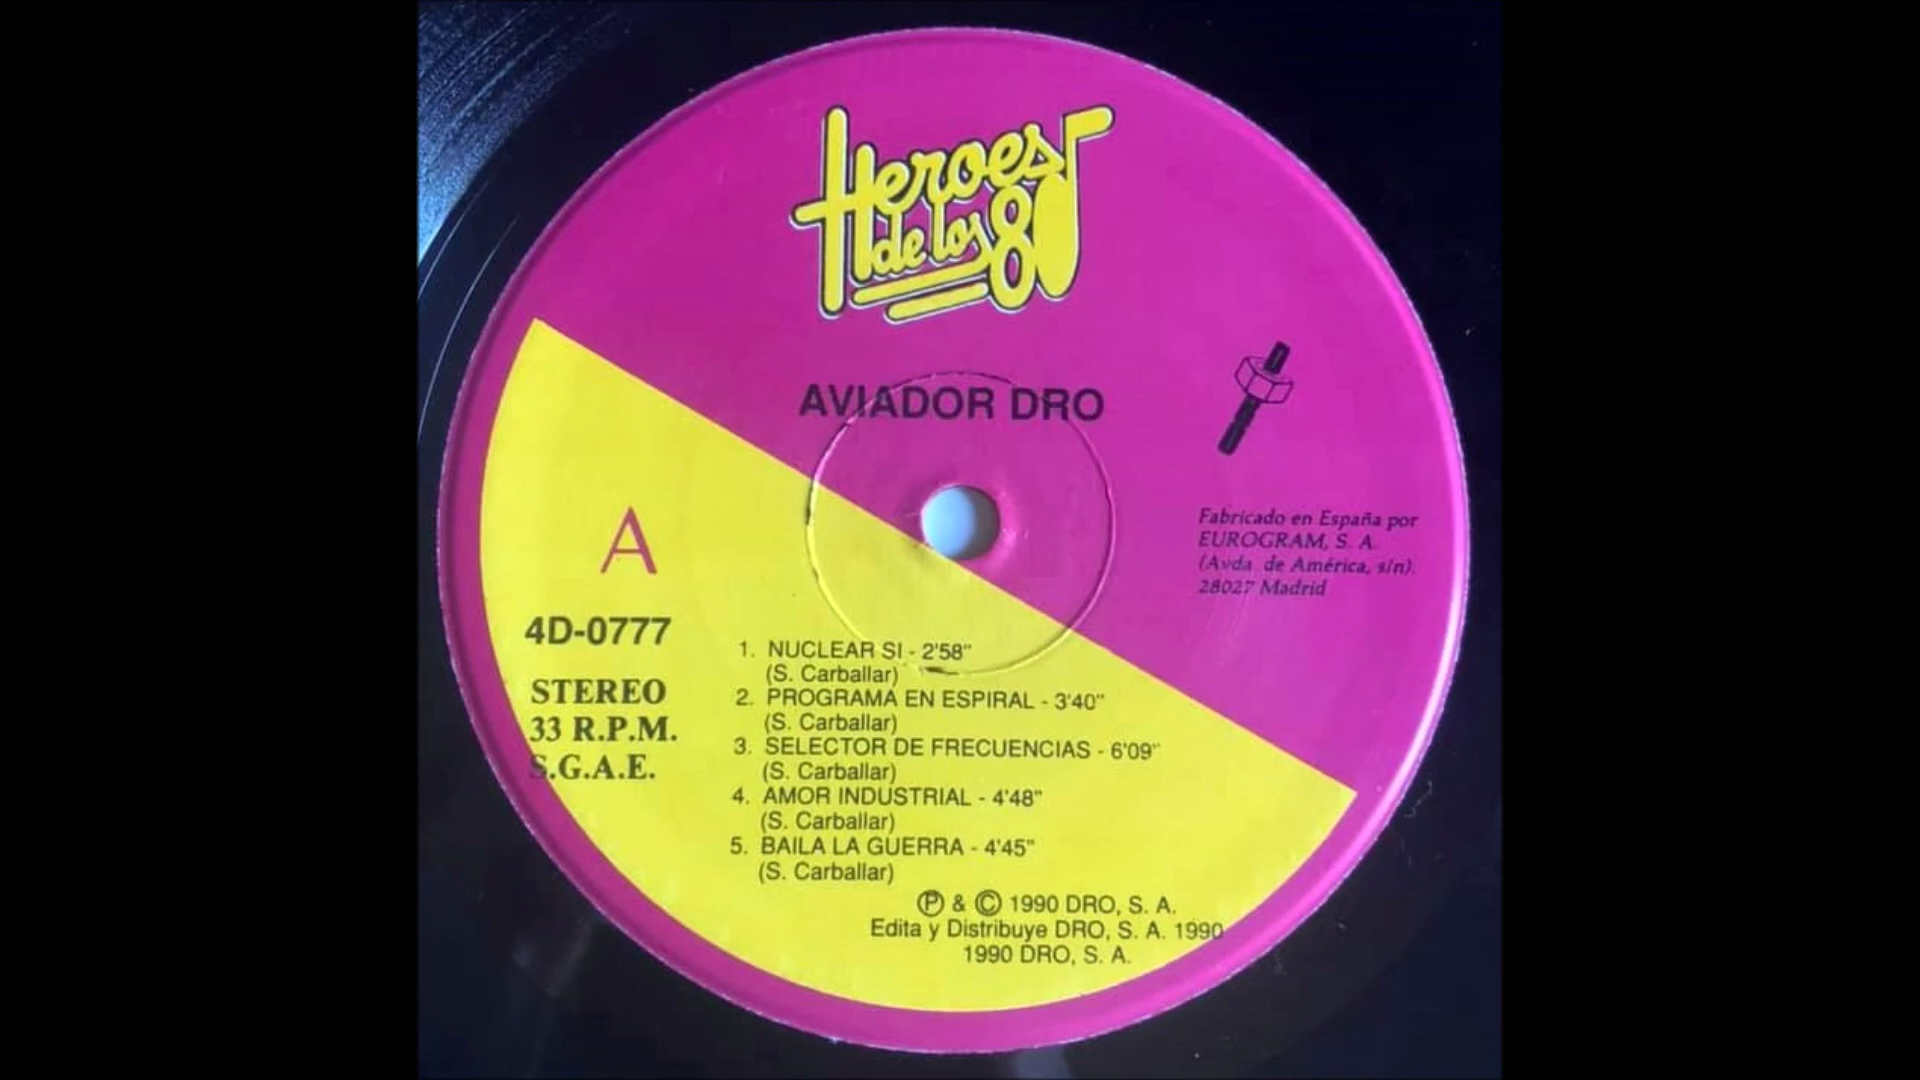 Heroes
de los 80
AVIADOR DRO
Fabricado en España por
EUROGRAM, S. A.
(Avda. de América, s/n).
28027 Madrid
A
4D-0777
STEREO
33 R.P.M.
S.G.A.E.
1. NUCLEAR SI - 2'58"
(S. Carballar)
2. PROGRAMA EN ESPIRAL - 3'40"
(S. Carballar)
3. SELECTOR DE FRECUENCIAS - 6'09"
(S. Carballar)
4. AMOR INDUSTRIAL - 4'48"
(S. Carballar)
5. BAILA LA GUERRA - 4'45"
(S. Carballar)
Ⓟ & © 1990 DRO, S. A.
Edita y Distribuye DRO, S. A. 1990
1990 DRO, S. A.